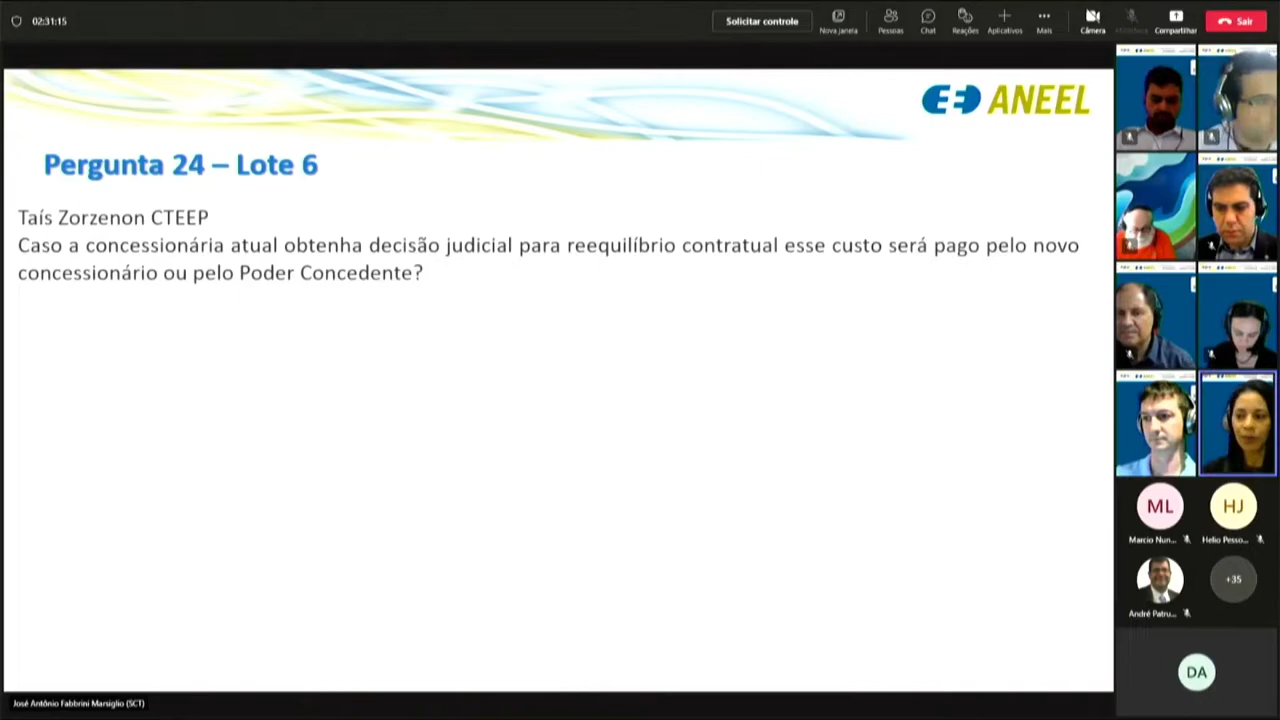 02:31:15
Solicitar controle
Nova janela
Pessoas
Chat
Reações
Aplicativos
Mais
Câmera
Compartilhar
Sair
ANEEL
Pergunta 24 – Lote 6
Taís Zorzenon CTEEP
Caso a concessionária atual obtenha decisão judicial para reequilíbrio contratual esse custo será pago pelo novo
concessionário ou pelo Poder Concedente?
ML
HJ
Marcio Nun...
Helio Pesso...
+35
André Patru...
DA
José Antônio Fabbrini Marsiglio (SCT)